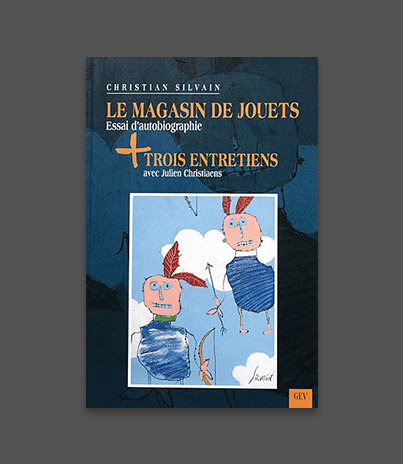 CHRISTIAN SILVAIN
LE MAGASIN DE JOUETS
Essai d'autobiographie
+ TROIS ENTRETIENS
avec Julien Christiaens
GEV